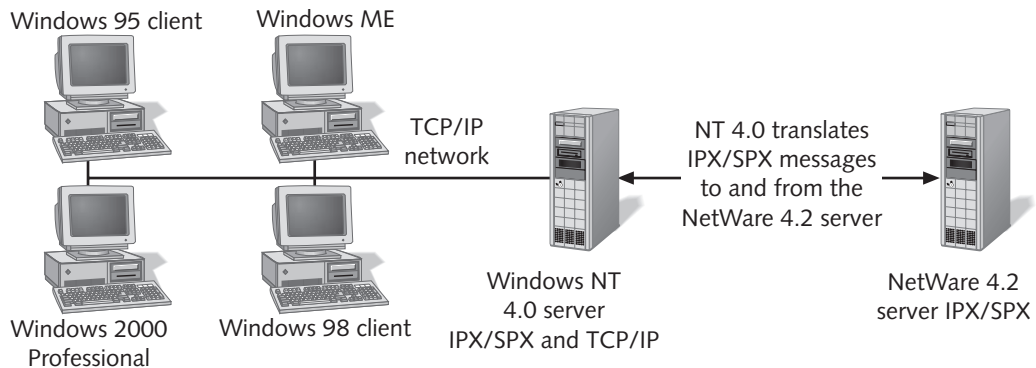 Windows 95 client
Windows ME
TCP/IP
network
NT 4.0 translates
IPX/SPX messages
to and from the
NetWare 4.2 server
Windows 2000
Professional
Windows 98 client
Windows NT
4.0 server
IPX/SPX and TCP/IP
NetWare 4.2
server IPX/SPX